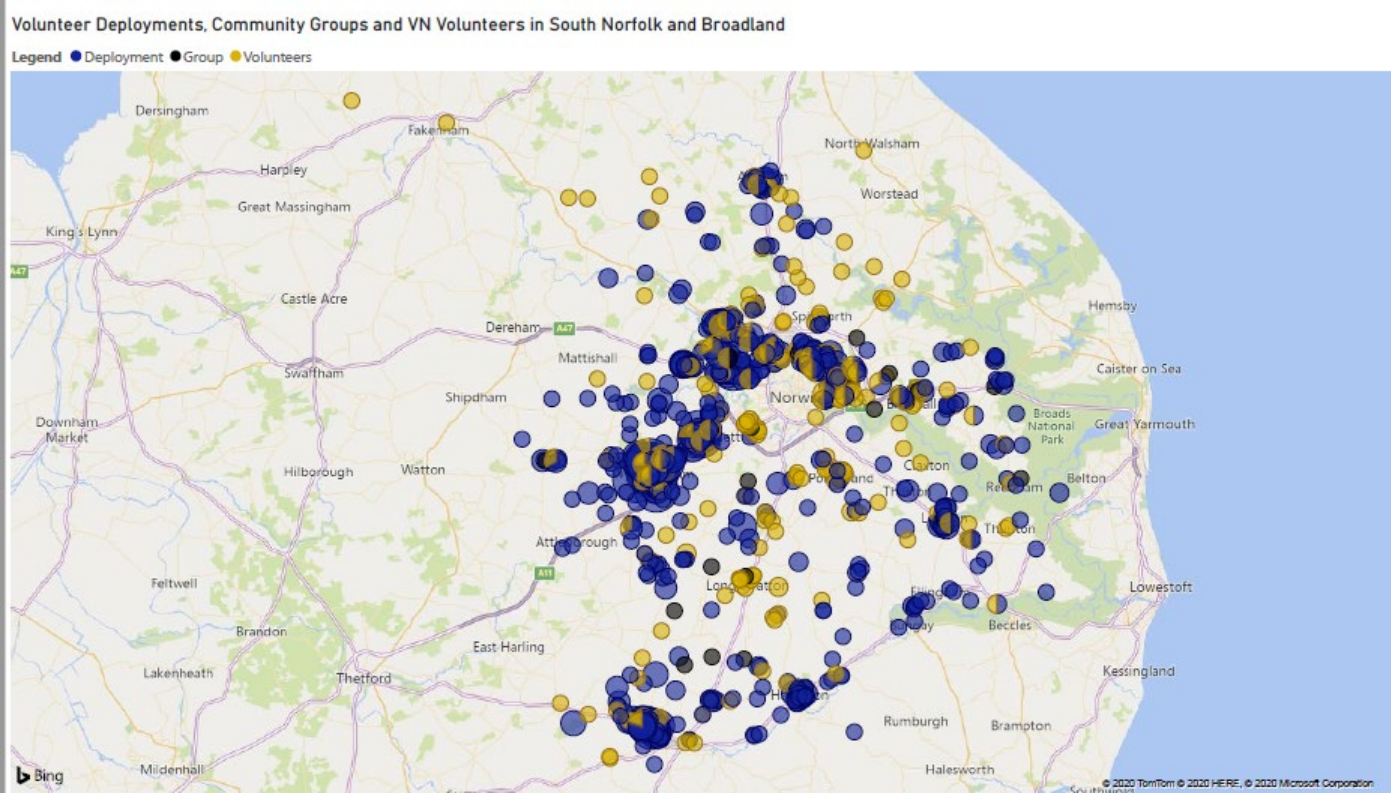 Volunteer Deployments, Community Groups and VN Volunteers in South Norfolk and Broadland
Legend Deployment Group Volunteers
Dersingham
Fakenham
North Walsham
Harpley
Worstead
Great Massingham
King's Lynn
A47
Castle Acre
Hemsby
Dereham A47
Mattishall
Caister on Sea
Swaffham
Shipdham
Downham
Market
Broads
National
Park
Great Yarmouth
Hilborough
Watton
Claxton
Belton
Attleborough
A11
Feltwell
Lowestoft
Brandon
Beccles
East Harling
Lakenheath
Thetford
Kessingland
Rumburgh
Brampton
Mildenhall
Halesworth
Bing
© 2020 TomTom © 2020 HERE, © 2020 Microsoft Corporation